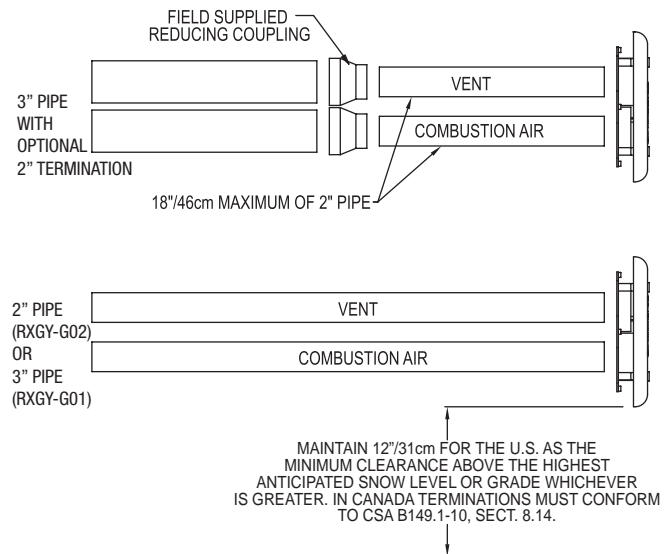 FIELD SUPPLIED
REDUCING COUPLING
3” PIPE
WITH
OPTIONAL
2” TERMINATION
VENT
COMBUSTION AIR
18"/46cm MAXIMUM OF 2" PIPE
2” PIPE
(RXGY-G02)
OR
3” PIPE
(RXGY-G01)
VENT
COMBUSTION AIR
MAINTAIN 12”/31cm FOR THE U.S. AS THE
MINIMUM CLEARANCE ABOVE THE HIGHEST
ANTICIPATED SNOW LEVEL OR GRADE WHICHEVER
IS GREATER. IN CANADA TERMINATIONS MUST CONFORM
TO CSA B149.1-10, SECT. 8.14.